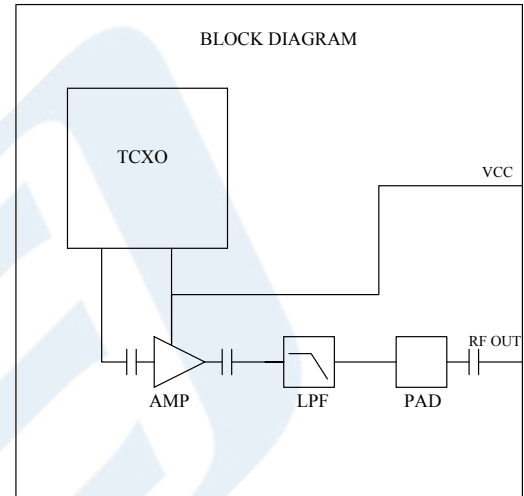 BLOCK DIAGRAM
TCXO
VCC
RF OUT
AMP
LPF
PAD